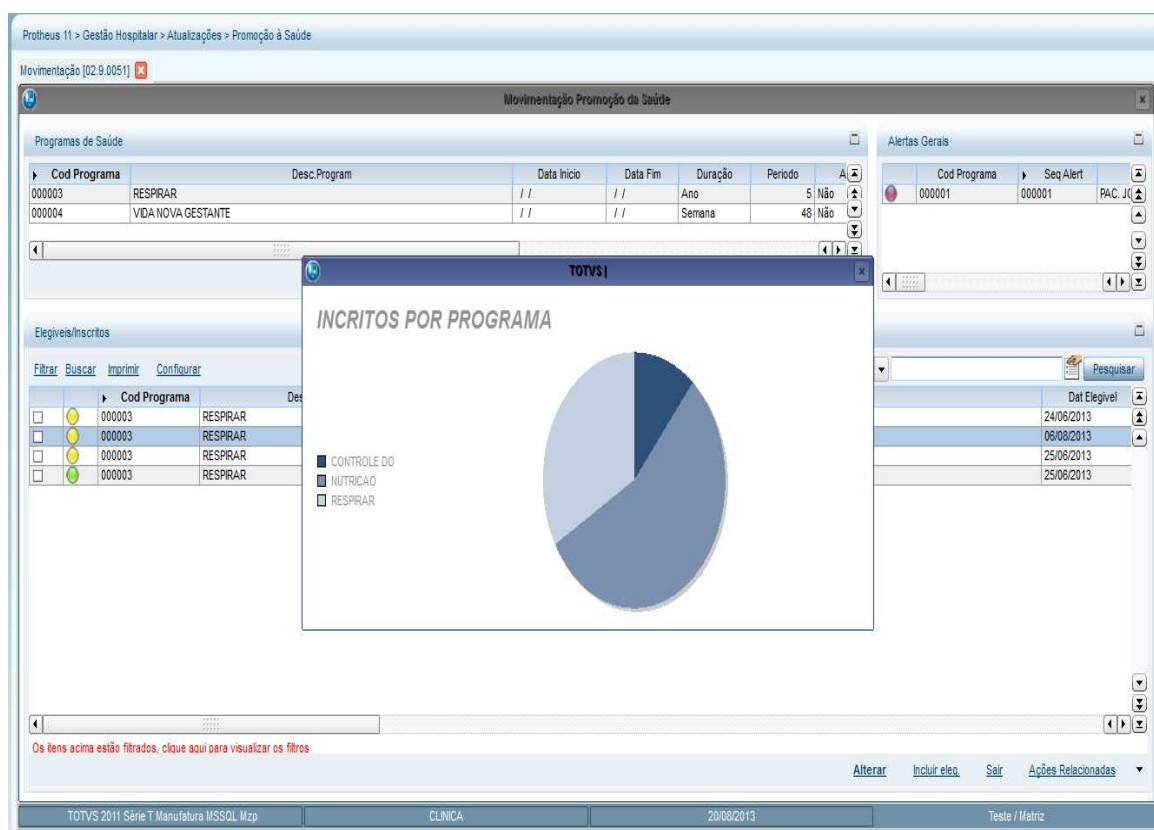 Protheus 11 > Gestão Hospitalar > Atualizações > Promoção à Saúde
Movimentação [02.9.0051]
Movimentação Promoção da Saúde
Programas de Saúde
Cod Programa Desc.Program Data Inicio Data Fim Duração Periodo A
000003 RESPIRAR / / / / Ano 5 Não
000004 VIDA NOVA GESTANTE / / / / Semana 48 Não
Alertas Gerais
Cod Programa Seq Alert
000001 000001 PAC. JO
TOTVS |
INCRITOS POR PROGRAMA
CONTROLE DO
NUTRICAO
RESPIRAR
Elegiveis/Inscritos
Filtrar Buscar Imprimir Configurar Pesquisar
Cod Programa Des Dat Elegivel
000003 RESPIRAR 24/06/2013
000003 RESPIRAR 06/08/2013
000003 RESPIRAR 25/06/2013
000003 RESPIRAR 25/06/2013
Os itens acima estão filtrados, clique aqui para visualizar os filtros
Alterar Incluir eleg. Sair Ações Relacionadas
TOTVS 2011 Série T Manufatura MSSQL Mzp CLINICA 20/08/2013 Teste / Matriz